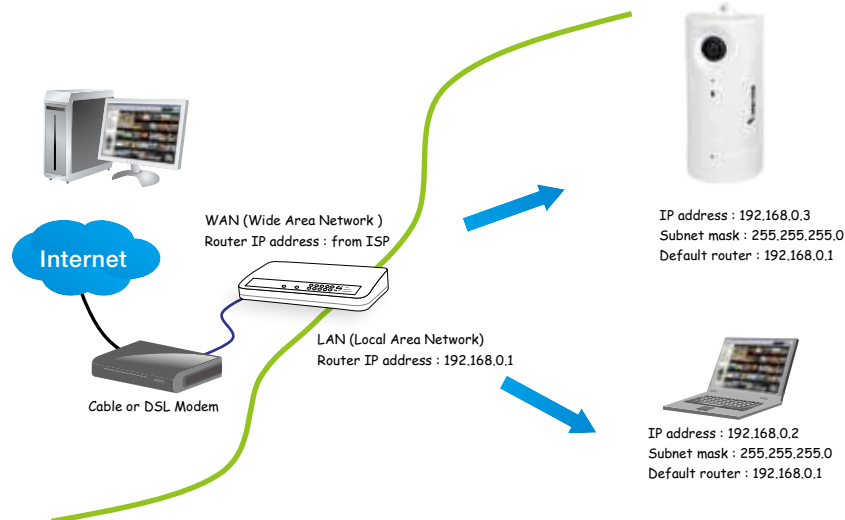 WAN (Wide Area Network )
Router IP address : from ISP
Internet
LAN (Local Area Network)
Router IP address : 192.168.0.1
Cable or DSL Modem
IP address : 192.168.0.3
Subnet mask : 255.255.255.0
Default router : 192.168.0.1
IP address : 192.168.0.2
Subnet mask : 255.255.255.0
Default router : 192.168.0.1